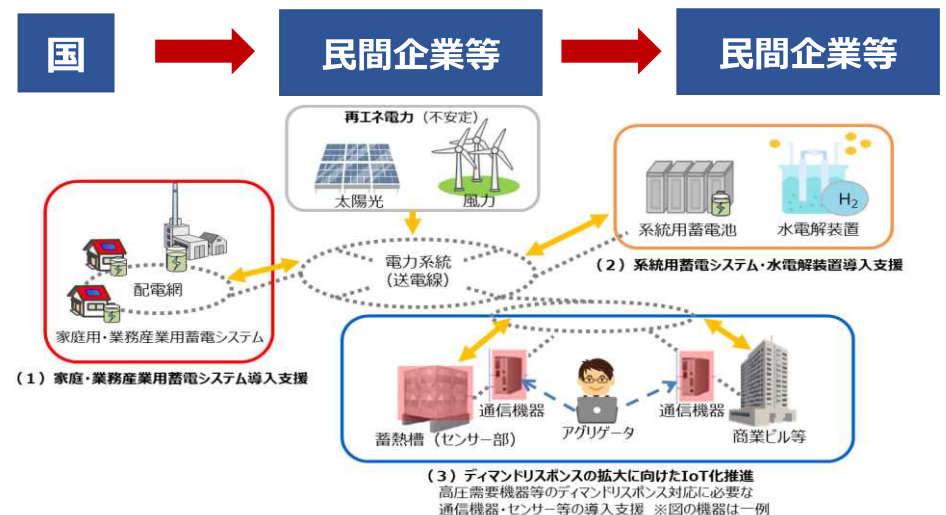 国
民間企業等
民間企業等
再エネ電力（不安定）
太陽光
風力
系統用蓄電池
H₂
水電解装置
（2）系統用蓄電システム・水電解装置導入支援
電力系統
（送電線）
配電網
家庭用・業務産業用蓄電システム
（1）家庭・業務産業用蓄電システム導入支援
通信機器
蓄熱槽（センサー部）
アグリゲータ
通信機器
商業ビル等
（3）ディマンドリスポンスの拡大に向けたIoT化推進
高圧需要機器等のディマンドリスポンス対応に必要な
通信機器・センサー等の導入支援 ※図の機器は一例